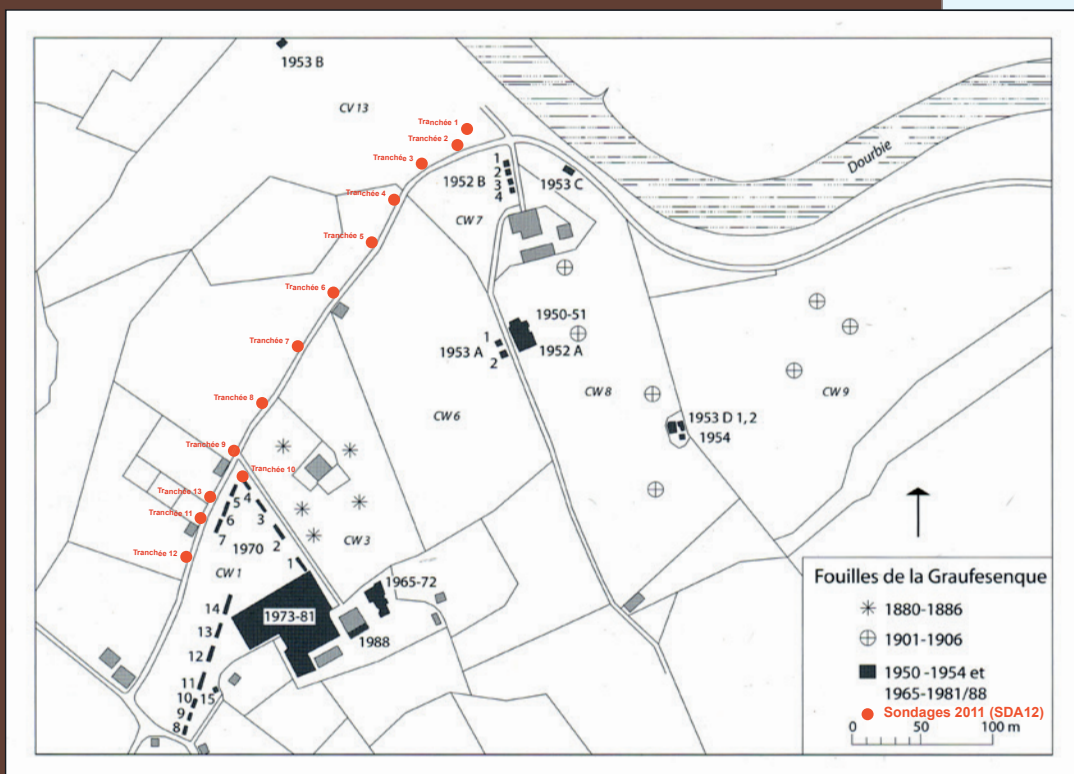 1953 B
CV 13
Tranchée 1
Tranchée 2
Tranchée 3
Tranchée 4
Tranchée 5
Tranchée 6
Tranchée 7
Tranchée 8
Tranchée 9
Tranchée 10
Tranchée 13
Tranchée 11
Tranchée 12
1952 B
1
2
3
4
1953 C
Dourbie
CW 7
1950-51
1952 A
1953 A
1
2
CW 6
CW 8
CW 9
1953 D 1, 2
1954
CW 3
4
3
2
1
5
6
7
1970
CW 1
1965-72
1973-81
1988
14
13
12
11
10
15
9
8
Fouilles de la Graufesenque
1880-1886
1901-1906
1950 -1954 et
1965-1981/88
Sondages 2011 (SDA12)
0 50 100 m